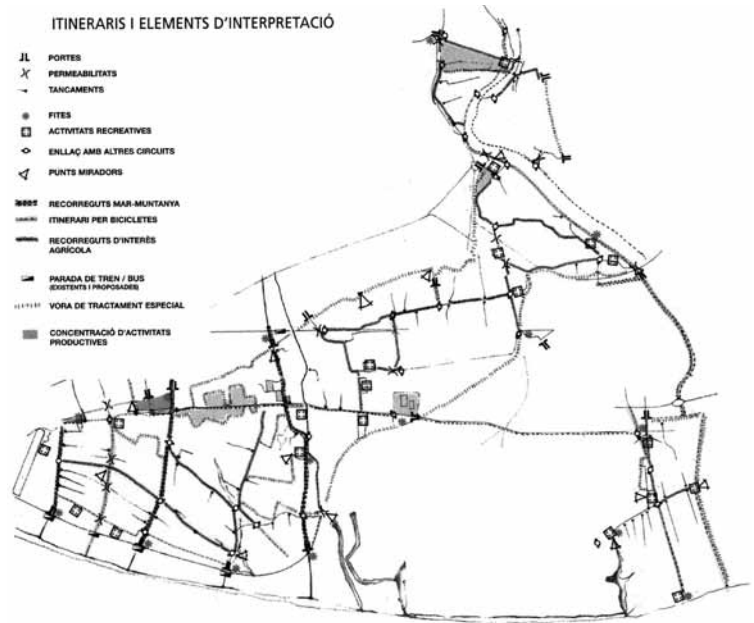 ITINERARIS I ELEMENTS D'INTERPRETACIÓ
PORTES
PERMEABILITATS
TANCAMENTS
FITES
ACTIVITATS RECREATIVES
ENLLAÇ AMB ALTRES CIRCUITS
PUNTS MIRADORS
RECORREGUTS MAR-MUNTANYA
ITINERARI PER BICICLETES
RECORREGUTS D'INTERÈS
AGRÍCOLA
PARADA DE TREN / BUS
(EXISTENTS I PROPOSADES)
VORA DE TRACTAMENT ESPECIAL
CONCENTRACIÓ D'ACTIVITATS
PRODUCTIVES